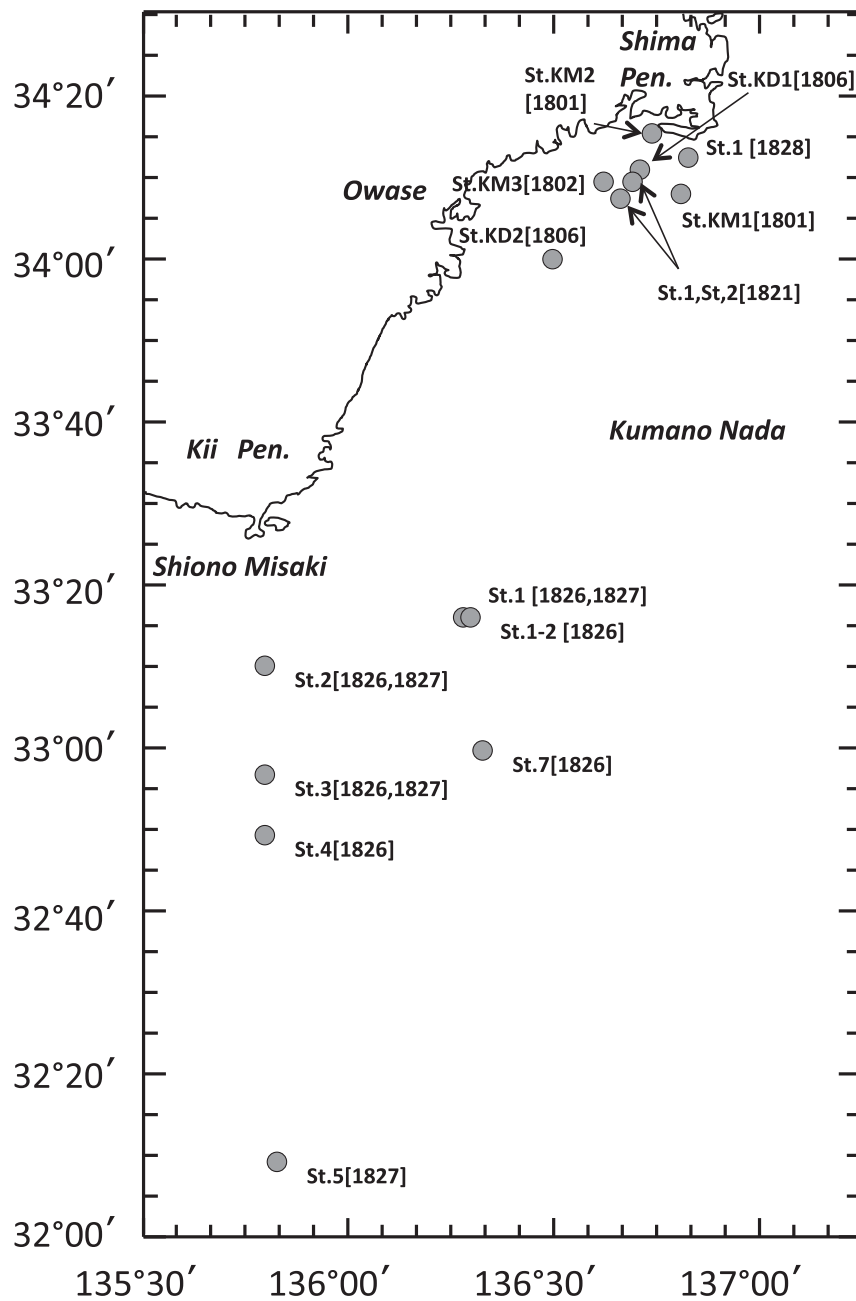 Shima
Pen.
St.KM2
[1801]
St.KD1[1806]
34°20′
St.1 [1828]
Owase
St.KM3[1802]
St.KM1[1801]
St.KD2[1806]
34°00′
St.1,St,2[1821]
33°40′
Kumano Nada
Kii Pen.
Shiono Misaki
33°20′
St.1 [1826,1827]
St.1-2 [1826]
St.2[1826,1827]
33°00′
St.7[1826]
St.3[1826,1827]
St.4[1826]
32°40′
32°20′
St.5[1827]
32°00′
135°30′ 136°00′ 136°30′ 137°00′